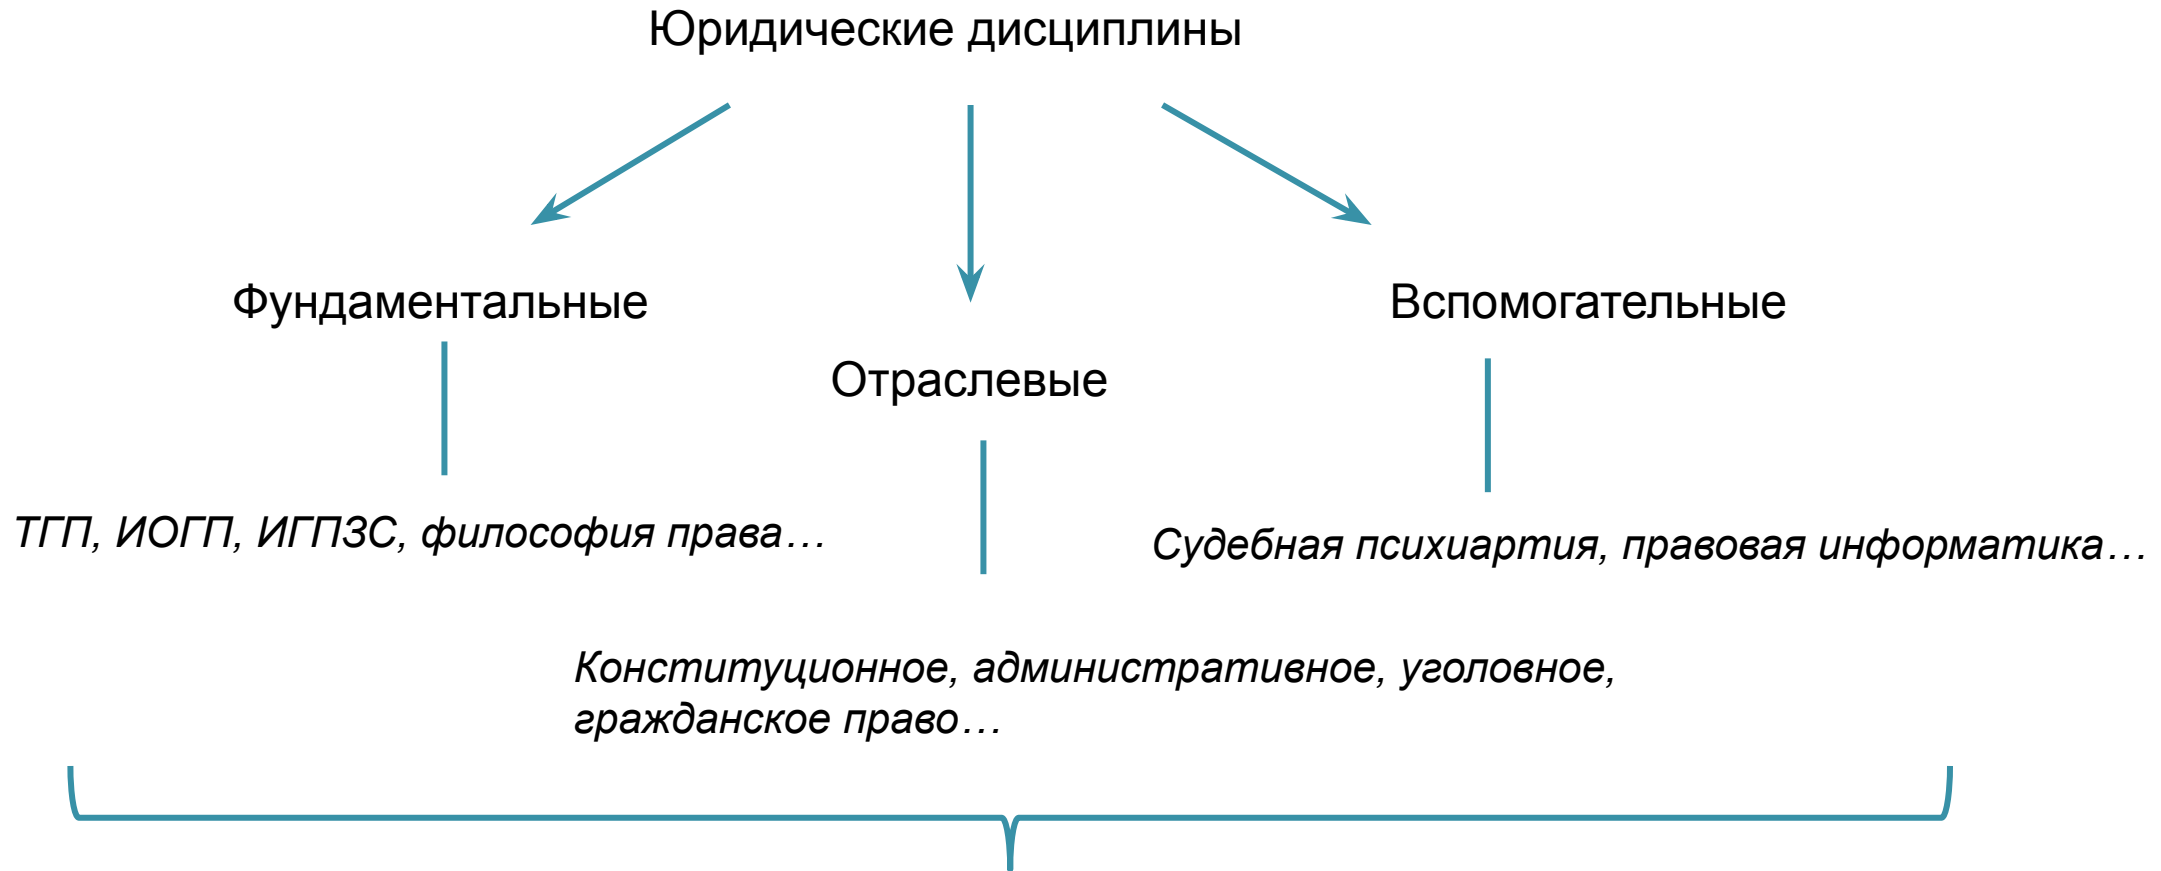 Юридические дисциплины
Фундаментальные
Отраслевые
Вспомогательные
ТГП, ИОГП, ИГПЗС, философия права…
Судебная психиартия, правовая информатика…
Конституционное, административное, уголовное,
гражданское право…